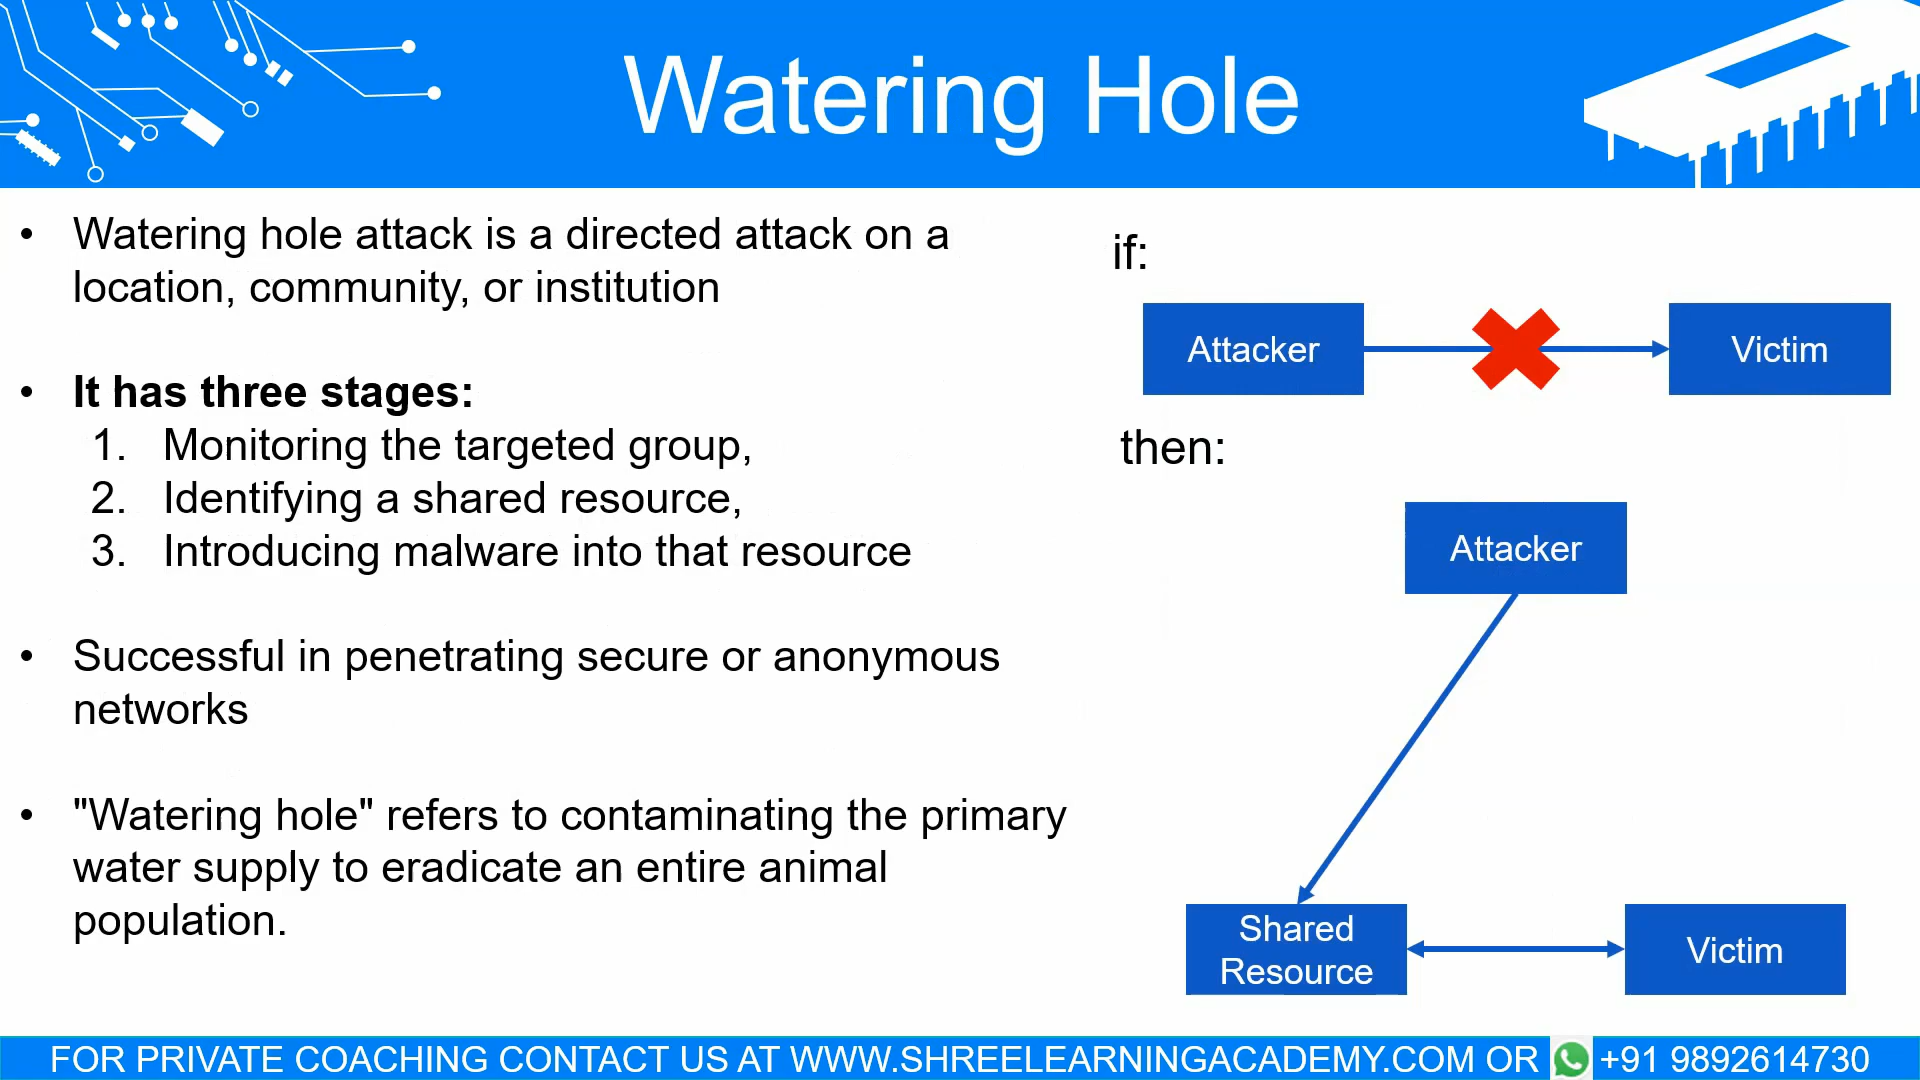 Watering Hole
• Watering hole attack is a directed attack on a
location, community, or institution
• It has three stages:
1. Monitoring the targeted group,
2. Identifying a shared resource,
3. Introducing malware into that resource
• Successful in penetrating secure or anonymous
networks
• "Watering hole" refers to contaminating the primary
water supply to eradicate an entire animal
population.
if:
Attacker
Victim
then:
Attacker
Shared
Resource
Victim
FOR PRIVATE COACHING CONTACT US AT WWW.SHREELEARNINGACADEMY.COM OR +91 9892614730